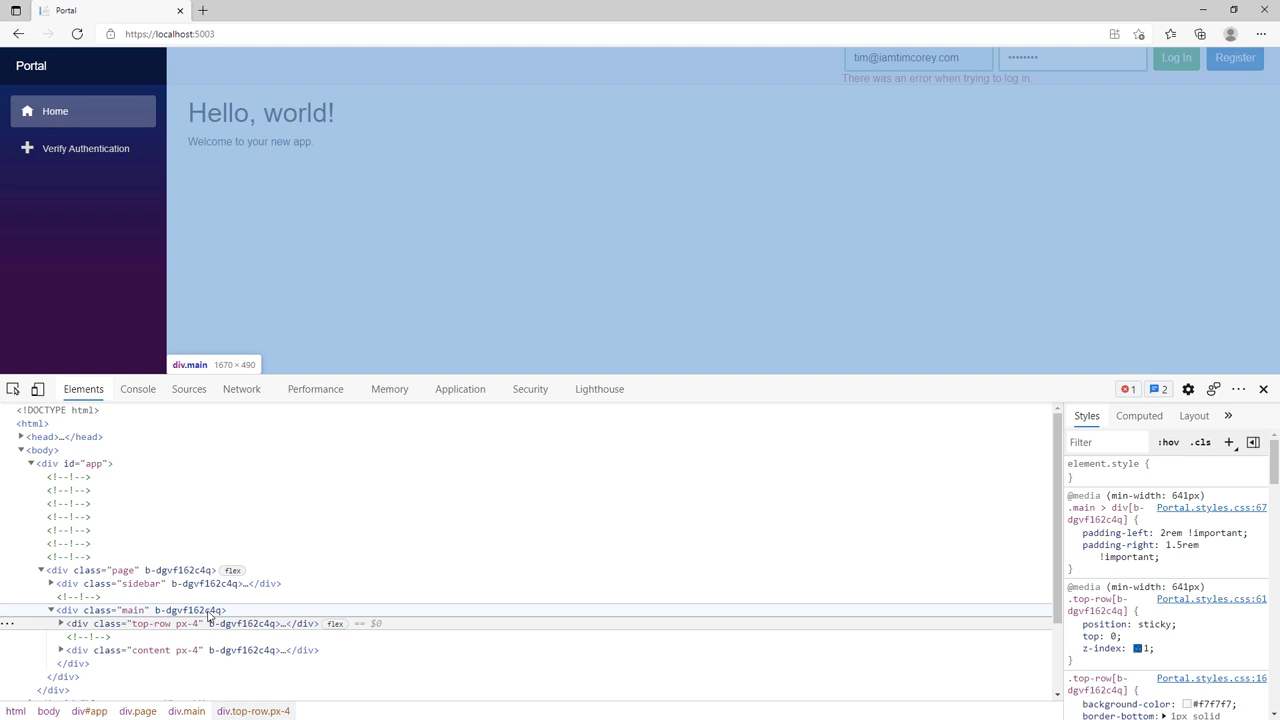 Portal
https://localhost:5003
Portal
tim@iamtimcorey.com
••••••••
Log In
Register
There was an error when trying to log in.
Home
Hello, world!
Welcome to your new app.
Verify Authentication
div.main 1670 × 490
Elements Console Sources Network Performance Memory Application Security Lighthouse 1 2
<!DOCTYPE html>
<html>
<head>…</head>
<body>
<div id="app">
<!--!-->
<!--!-->
<!--!-->
<!--!-->
<!--!-->
<!--!-->
<!--!-->
<div class="page" b-dgvf162c4q> flex
<div class="sidebar" b-dgvf162c4q>…</div>
<!--!-->
<div class="main" b-dgvf162c4q>
<div class="top-row px-4" b-dgvf162c4q>…</div> flex == $0
<!--!-->
<div class="content px-4" b-dgvf162c4q>…</div>
</div>
</div>
</div>
html body div#app div.page div.main div.top-row.px-4
Styles Computed Layout
Filter :hov .cls
element.style {
}
@media (min-width: 641px)
.main > div[b- Portal.styles.css:67
dgvf162c4q] {
padding-left: 2rem !important;
padding-right: 1.5rem
!important;
}
@media (min-width: 641px)
.top-row[b- Portal.styles.css:61
dgvf162c4q] {
position: sticky;
top: 0;
z-index: 1;
}
.top-row[b- Portal.styles.css:16
dgvf162c4q] {
background-color: #f7f7f7;
border-bottom: 1px solid